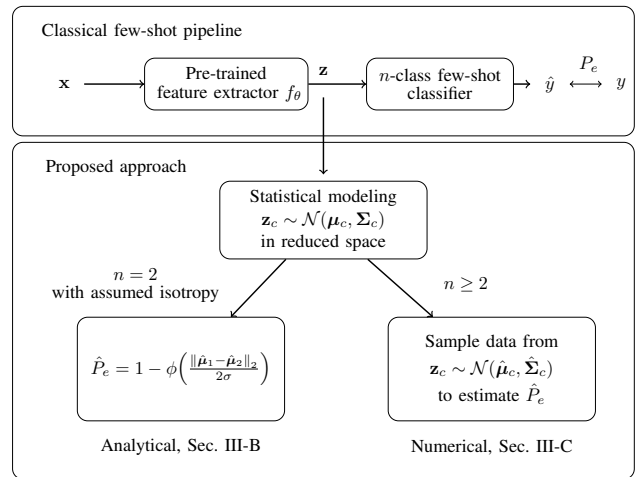 Classical few-shot pipeline
x
Pre-trained
feature extractor f_θ
z
n-class few-shot
classifier
ŷ
P_e
y
Proposed approach
Statistical modeling
z_c ∼ 𝒩(μ_c, Σ_c)
in reduced space
n = 2
with assumed isotropy
n ≥ 2
P̂_e = 1 − ϕ(‖μ̂_1−μ̂_2‖_2 / 2σ)
Sample data from
z_c ∼ 𝒩(μ̂_c, Σ̂_c)
to estimate P̂_e
Analytical, Sec. III-B
Numerical, Sec. III-C